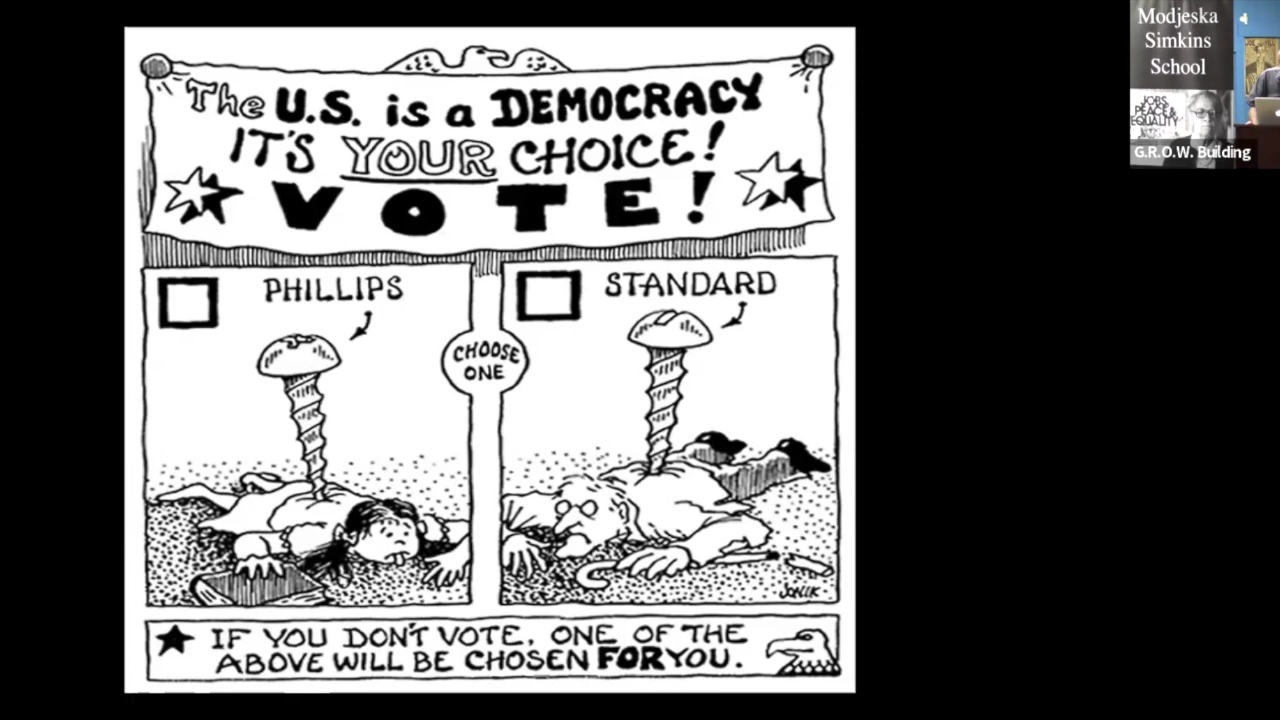 The U.S. is a DEMOCRACY
IT'S YOUR CHOICE!
VOTE!
PHILLIPS
STANDARD
CHOOSE
ONE
JONIK
IF YOU DON'T VOTE, ONE OF THE
ABOVE WILL BE CHOSEN FOR YOU.
Modjeska
Simkins
School
JOBS
PEACE &
EQUALITY
G.R.O.W. Building